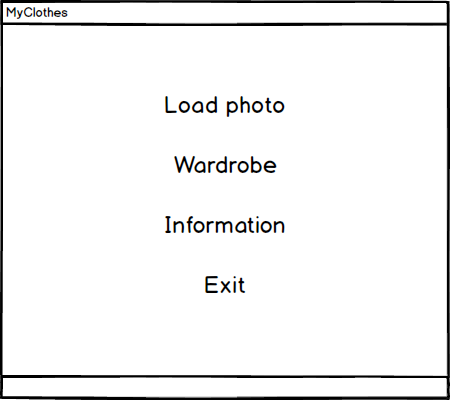 MyClothes
Load photo
Wardrobe
Information
Exit